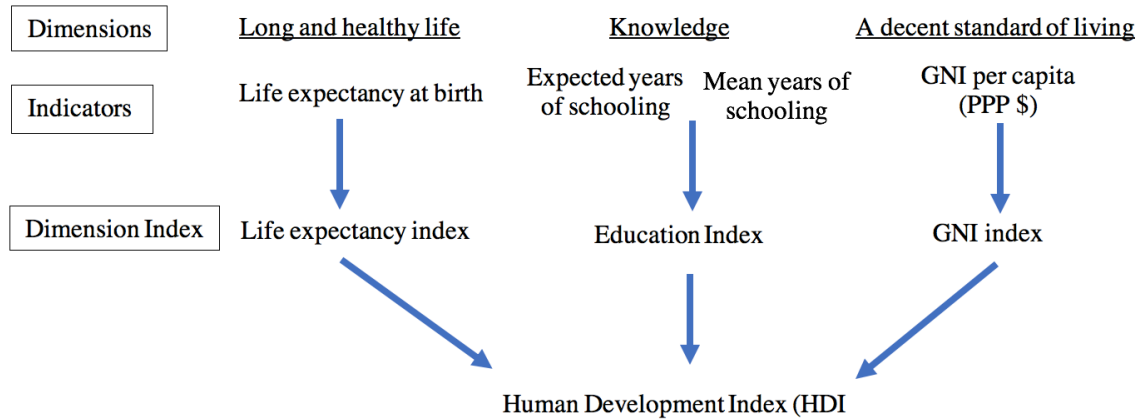 Dimensions
Long and healthy life
Knowledge
A decent standard of living
Indicators
Life expectancy at birth
Expected years
of schooling
Mean years of
schooling
GNI per capita
(PPP $)
Dimension Index
Life expectancy index
Education Index
GNI index
Human Development Index (HDI